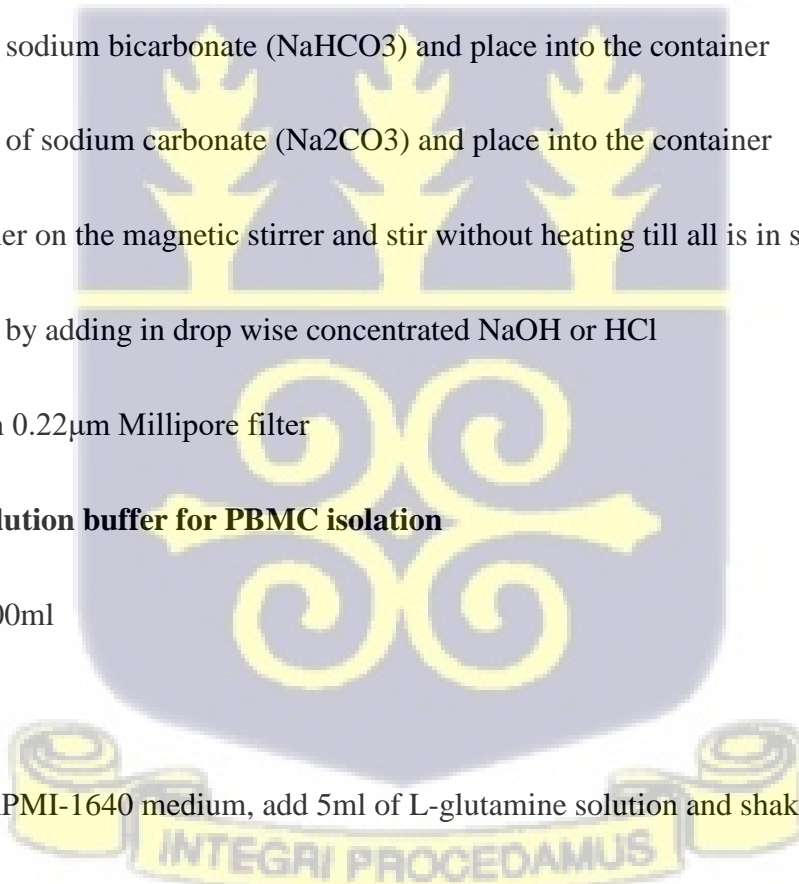 sodium bicarbonate (NaHCO3) and place into the container
of sodium carbonate (Na2CO3) and place into the container
er on the magnetic stirrer and stir without heating till all is in s
by adding in drop wise concentrated NaOH or HCl
0.22μm Millipore filter
lution buffer for PBMC isolation
00ml
PMI-1640 medium, add 5ml of L-glutamine solution and shak
INTEGRI PROCEDAMUS